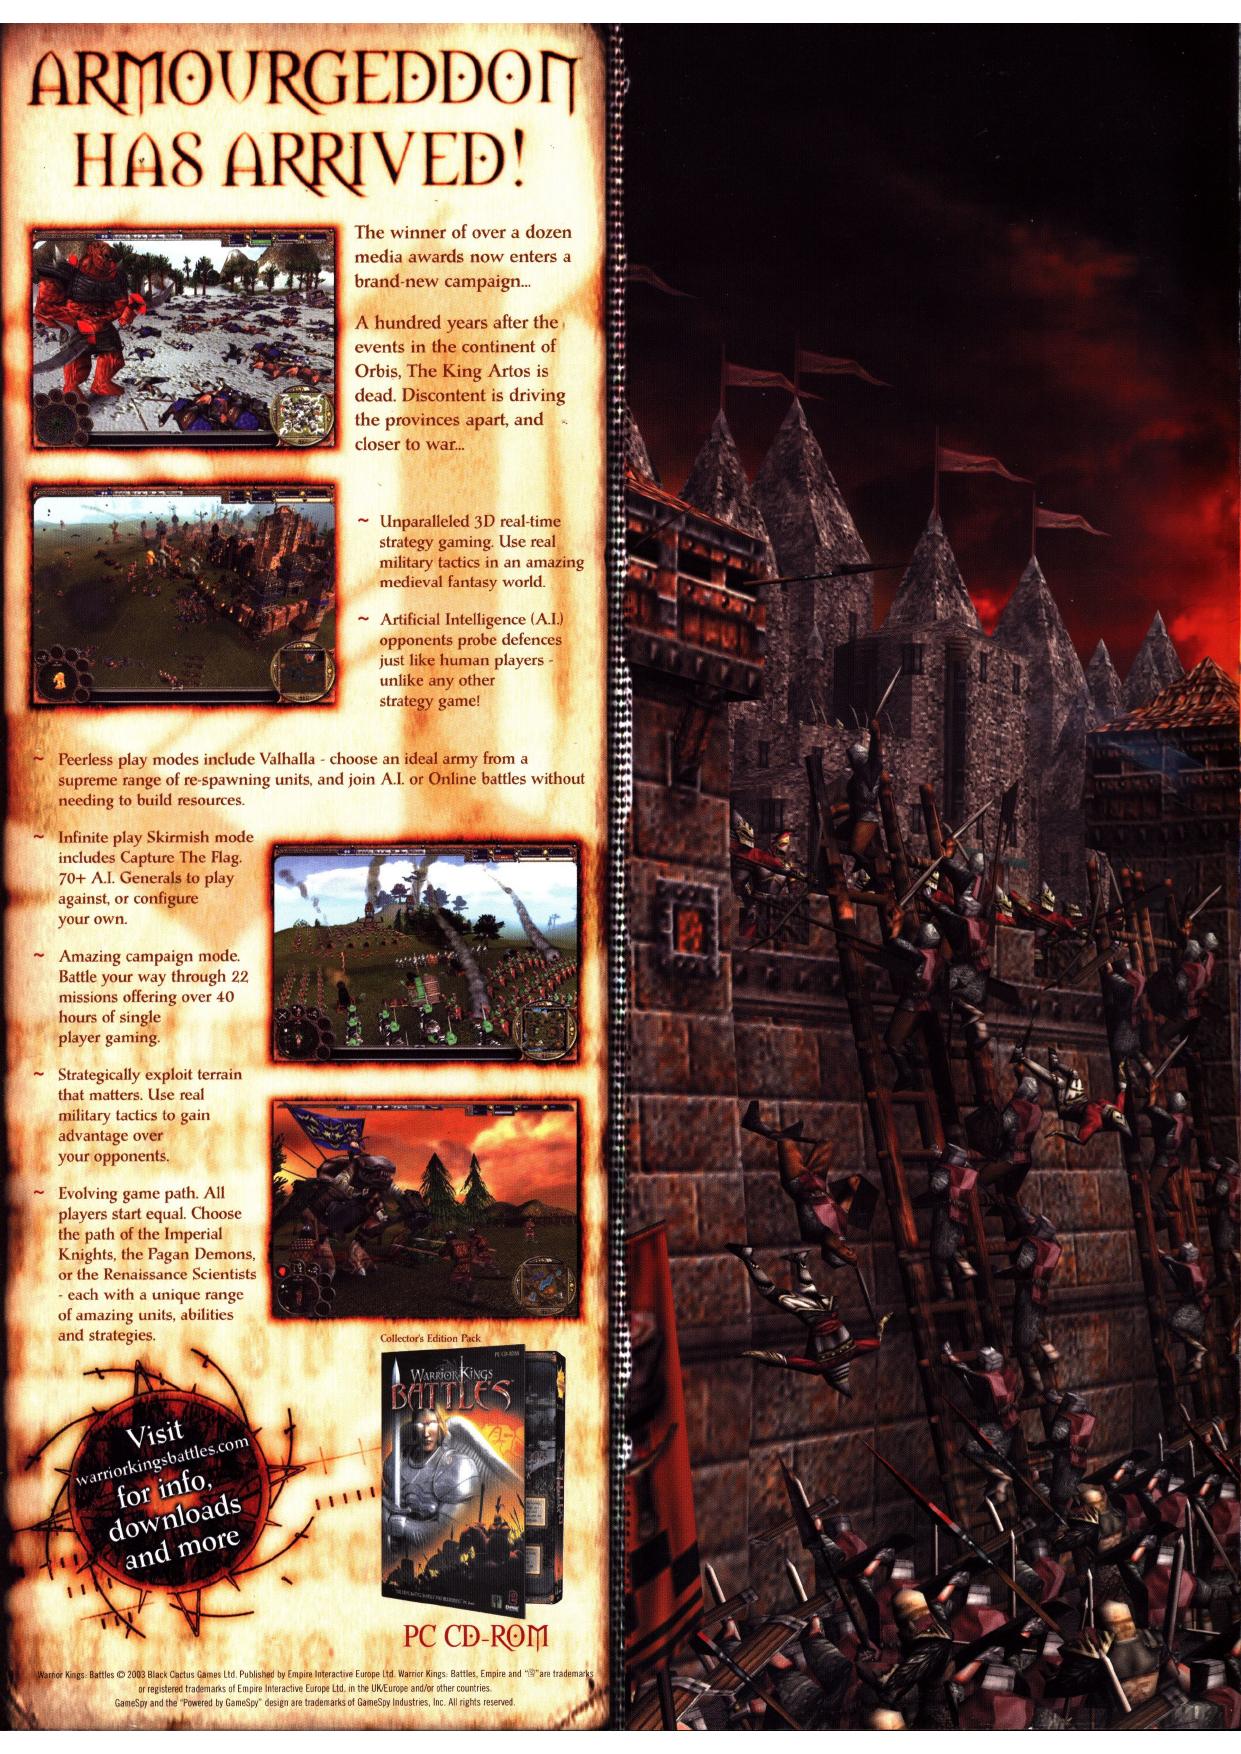 ARMOURGEDDON
HAS ARRIVED!
The winner of over a dozen
media awards now enters a
brand-new campaign...
A hundred years after the
events in the continent of
Orbis, The King Artos is
dead. Discontent is driving
the provinces apart, and
closer to war...
~ Unparalleled 3D real-time
strategy gaming. Use real
military tactics in an amazing
medieval fantasy world.
~ Artificial Intelligence (A.I.)
opponents probe defences
just like human players -
unlike any other
strategy game!
~ Peerless play modes include Valhalla - choose an ideal army from a
supreme range of re-spawning units, and join A.I. or Online battles without
needing to build resources.
~ Infinite play Skirmish mode
includes Capture The Flag.
70+ A.I. Generals to play
against, or configure
your own.
~ Amazing campaign mode.
Battle your way through 22
missions offering over 40
hours of single
player gaming.
~ Strategically exploit terrain
that matters. Use real
military tactics to gain
advantage over
your opponents.
~ Evolving game path. All
players start equal. Choose
the path of the Imperial
Knights, the Pagan Demons,
or the Renaissance Scientists
- each with a unique range
of amazing units, abilities
and strategies.
Visit
warriorkingsbattles.com
for info,
downloads
and more
Collector's Edition Pack
PC CD-ROM
WARRIOR KINGS
BATTLES
PC CD-ROM
Warrior Kings: Battles © 2003 Black Cactus Games Ltd. Published by Empire Interactive Europe Ltd. Warrior Kings: Battles, Empire and "E" are trademarks
or registered trademarks of Empire Interactive Europe Ltd. in the UK/Europe and/or other countries.
GameSpy and the "Powered by GameSpy" design are trademarks of GameSpy Industries, Inc. All rights reserved.